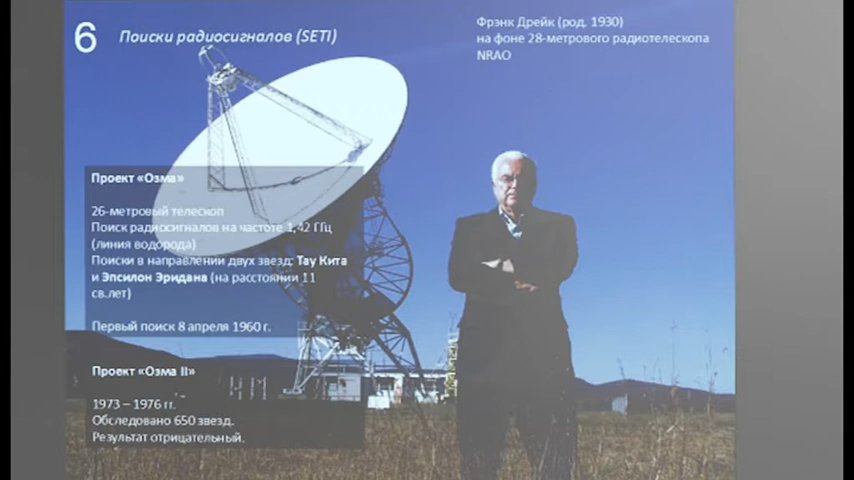 6
Поиски радиосигналов (SETI)
Фрэнк Дрейк (род. 1930)
на фоне 28-метрового радиотелескопа
NRAO
Проект «Озма»
26-метровый телескоп
Поиск радиосигналов на частоте 1,42 ГГц
(линия водорода)
Поиски в направлении двух звезд: Тау Кита
и Эпсилон Эридана (на расстоянии 11
св.лет)
Первый поиск 8 апреля 1960 г.
Проект «Озма II»
1973 – 1976 гг.
Обследовано 650 звезд.
Результат отрицательный.